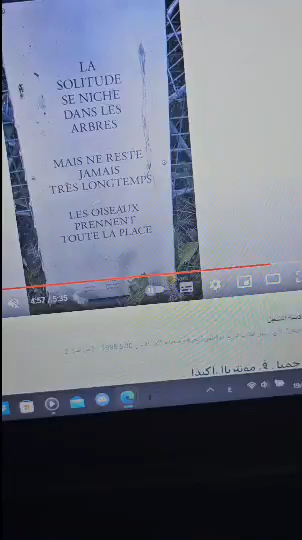 LA
SOLITUDE
SE NICHE
DANS LES
ARBRES
MAIS NE RESTE
JAMAIS
TRÈS LONGTEMPS
LES OISEAUX
PRENNENT
TOUTE LA PLACE
4:57 / 5:35